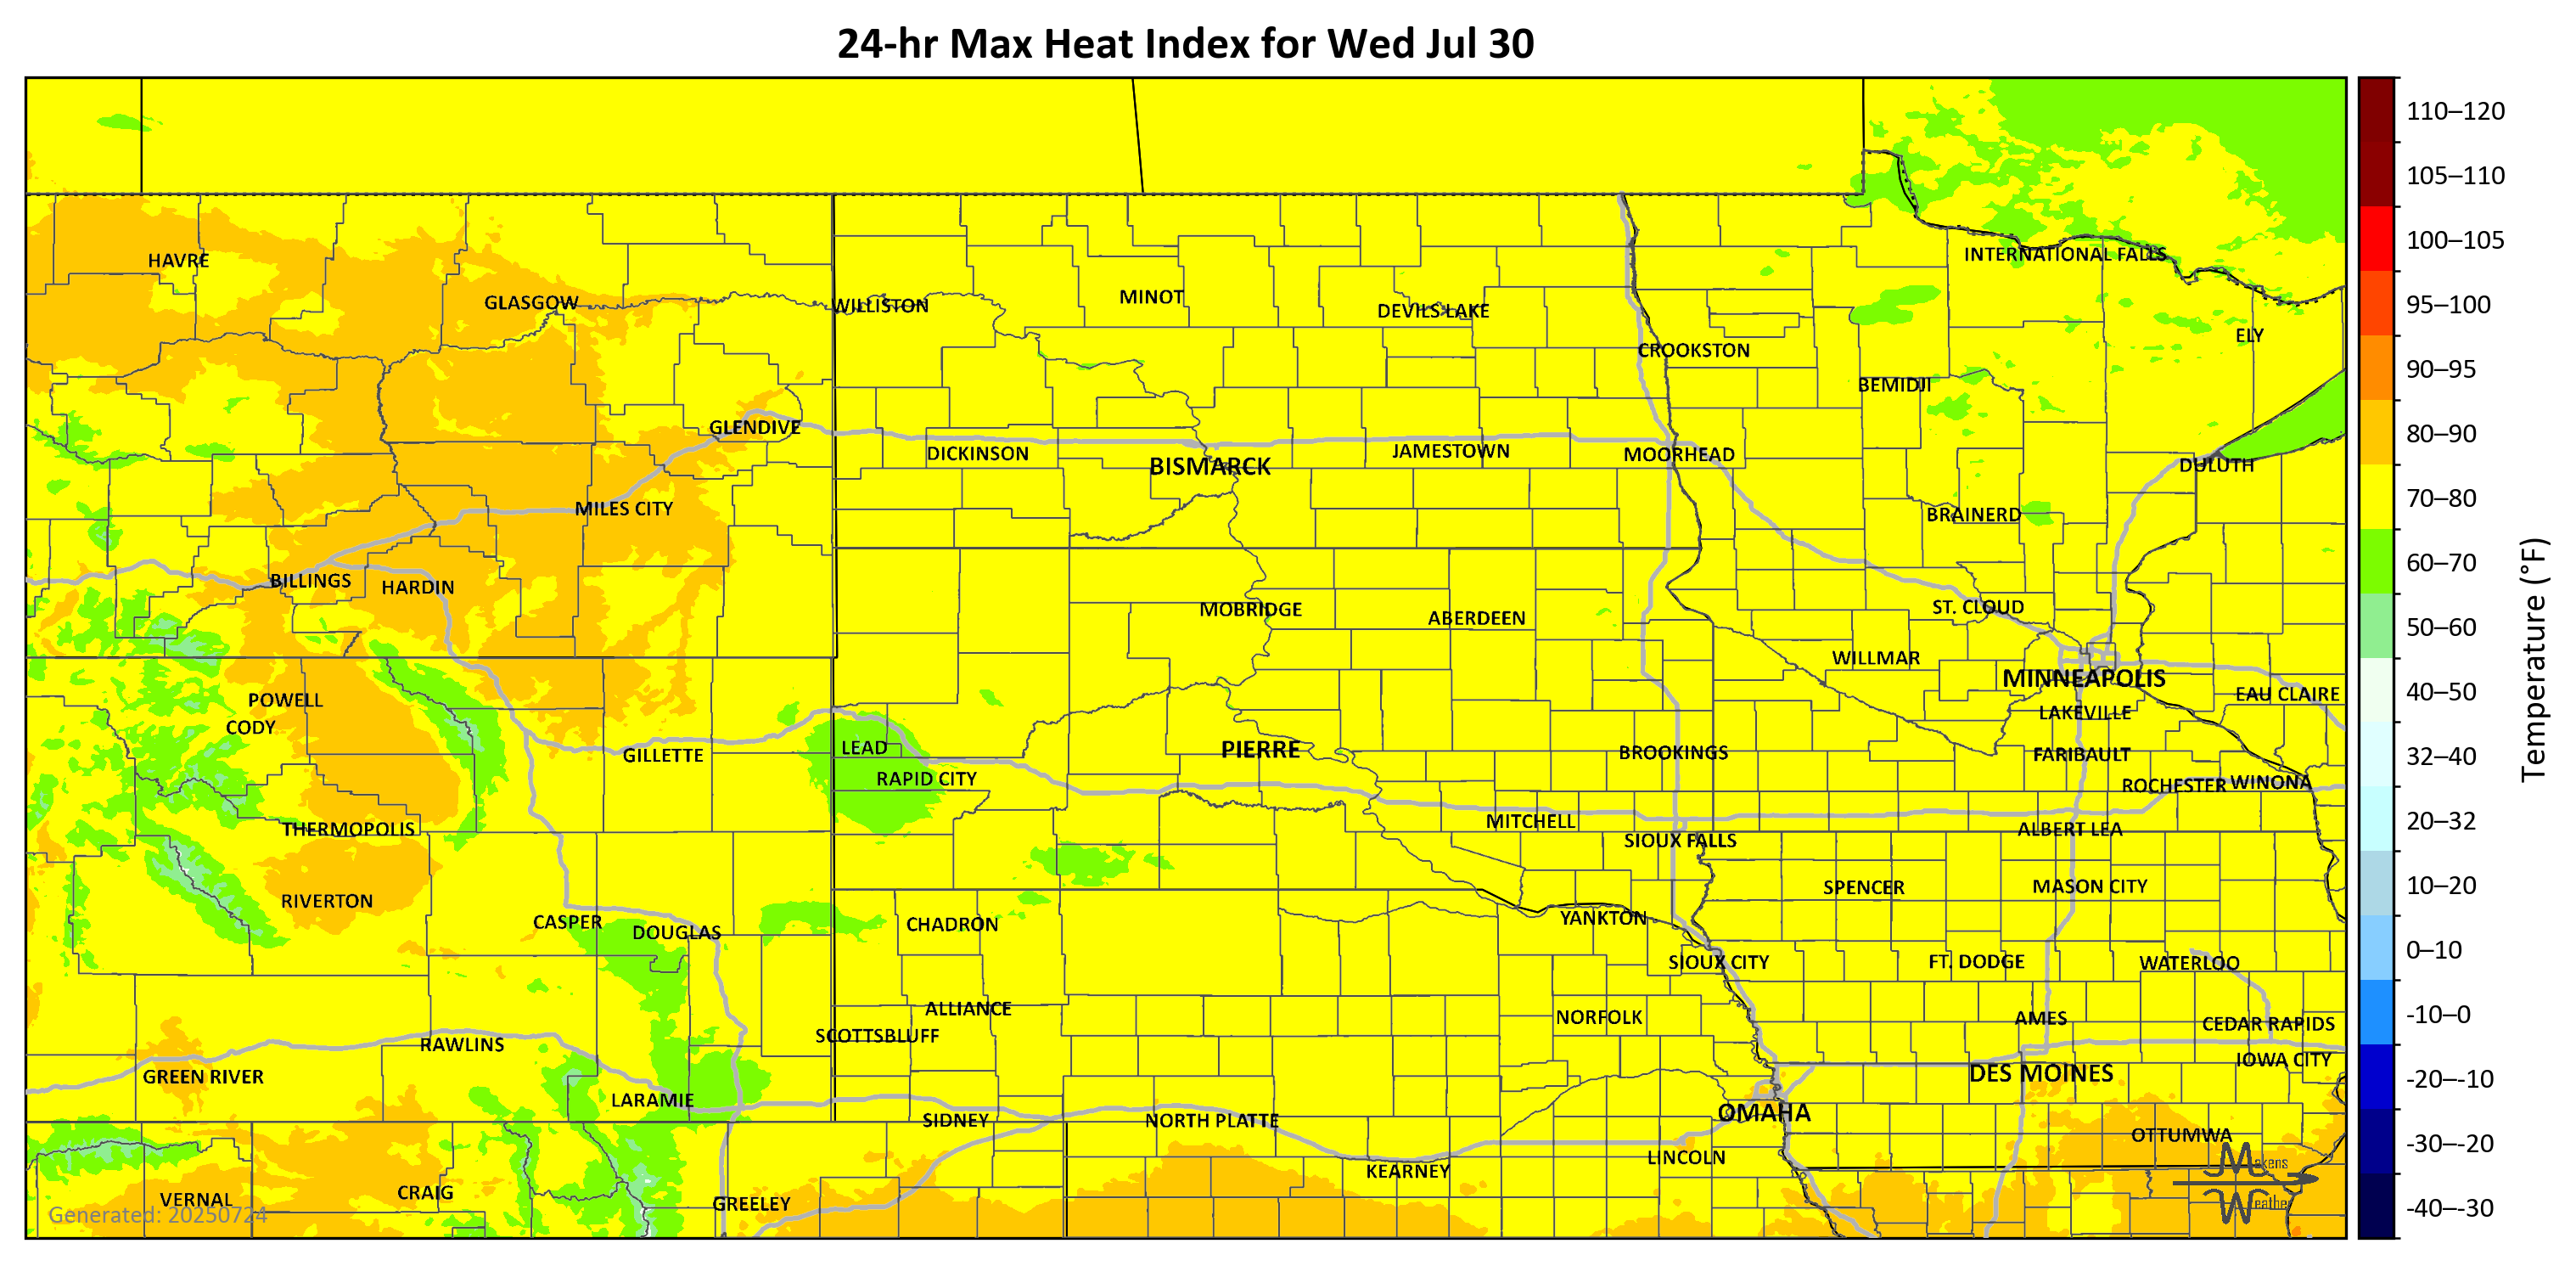 24-hr Max Heat Index for Wed Jul 30
HAVRE
INTERNATIONAL FALLS
GLASGOW
WILLISTON
MINOT
DEVILS LAKE
ELY
CROOKSTON
BEMIDJI
GLENDIVE
DICKINSON
BISMARCK
JAMESTOWN
MOORHEAD
DULUTH
MILES CITY
BRAINERD
BILLINGS
HARDIN
MOBRIDGE
ABERDEEN
ST. CLOUD
WILLMAR
MINNEAPOLIS
EAU CLAIRE
POWELL
CODY
LAKEVILLE
GILLETTE
LEAD
PIERRE
BROOKINGS
FARIBAULT
RAPID CITY
ROCHESTER
WINONA
THERMOPOLIS
MITCHELL
SIOUX FALLS
ALBERT LEA
RIVERTON
SPENCER
MASON CITY
CASPER
DOUGLAS
CHADRON
YANKTON
SIOUX CITY
FT. DODGE
WATERLOO
ALLIANCE
NORFOLK
AMES
CEDAR RAPIDS
SCOTTSBLUFF
RAWLINS
IOWA CITY
GREEN RIVER
DES MOINES
LARAMIE
OMAHA
SIDNEY
NORTH PLATTE
OTTUMWA
LINCOLN
KEARNEY
VERNAL
CRAIG
GREELEY
Generated: 20250724
Makens
Weather
110–120
105–110
100–105
95–100
90–95
80–90
70–80
60–70
50–60
40–50
32–40
20–32
10–20
0–10
-10–0
-20–-10
-30–-20
-40–-30
Temperature (°F)